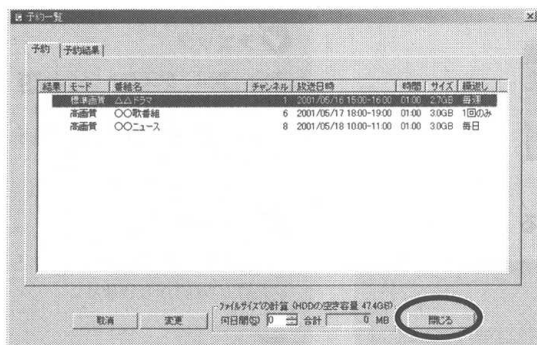 予約一覧
予約 予約結果
結果 モード 番組名 チャンネル 放送日時 時間 サイズ 繰返し
標準画質 △△ドラマ 1 2001/05/16 15:00-16:00 01:00 2.7GB 毎週
高画質 〇〇歌番組 6 2001/05/17 18:00-19:00 01:00 3.0GB 1回のみ
高画質 〇〇ニュース 8 2001/05/18 10:00-11:00 01:00 3.0GB 毎日
ファイルサイズの計算 (HDDの空き容量 47.4GB)
取消 変更 何日間(S) 0 合計 0 MB 閉じる